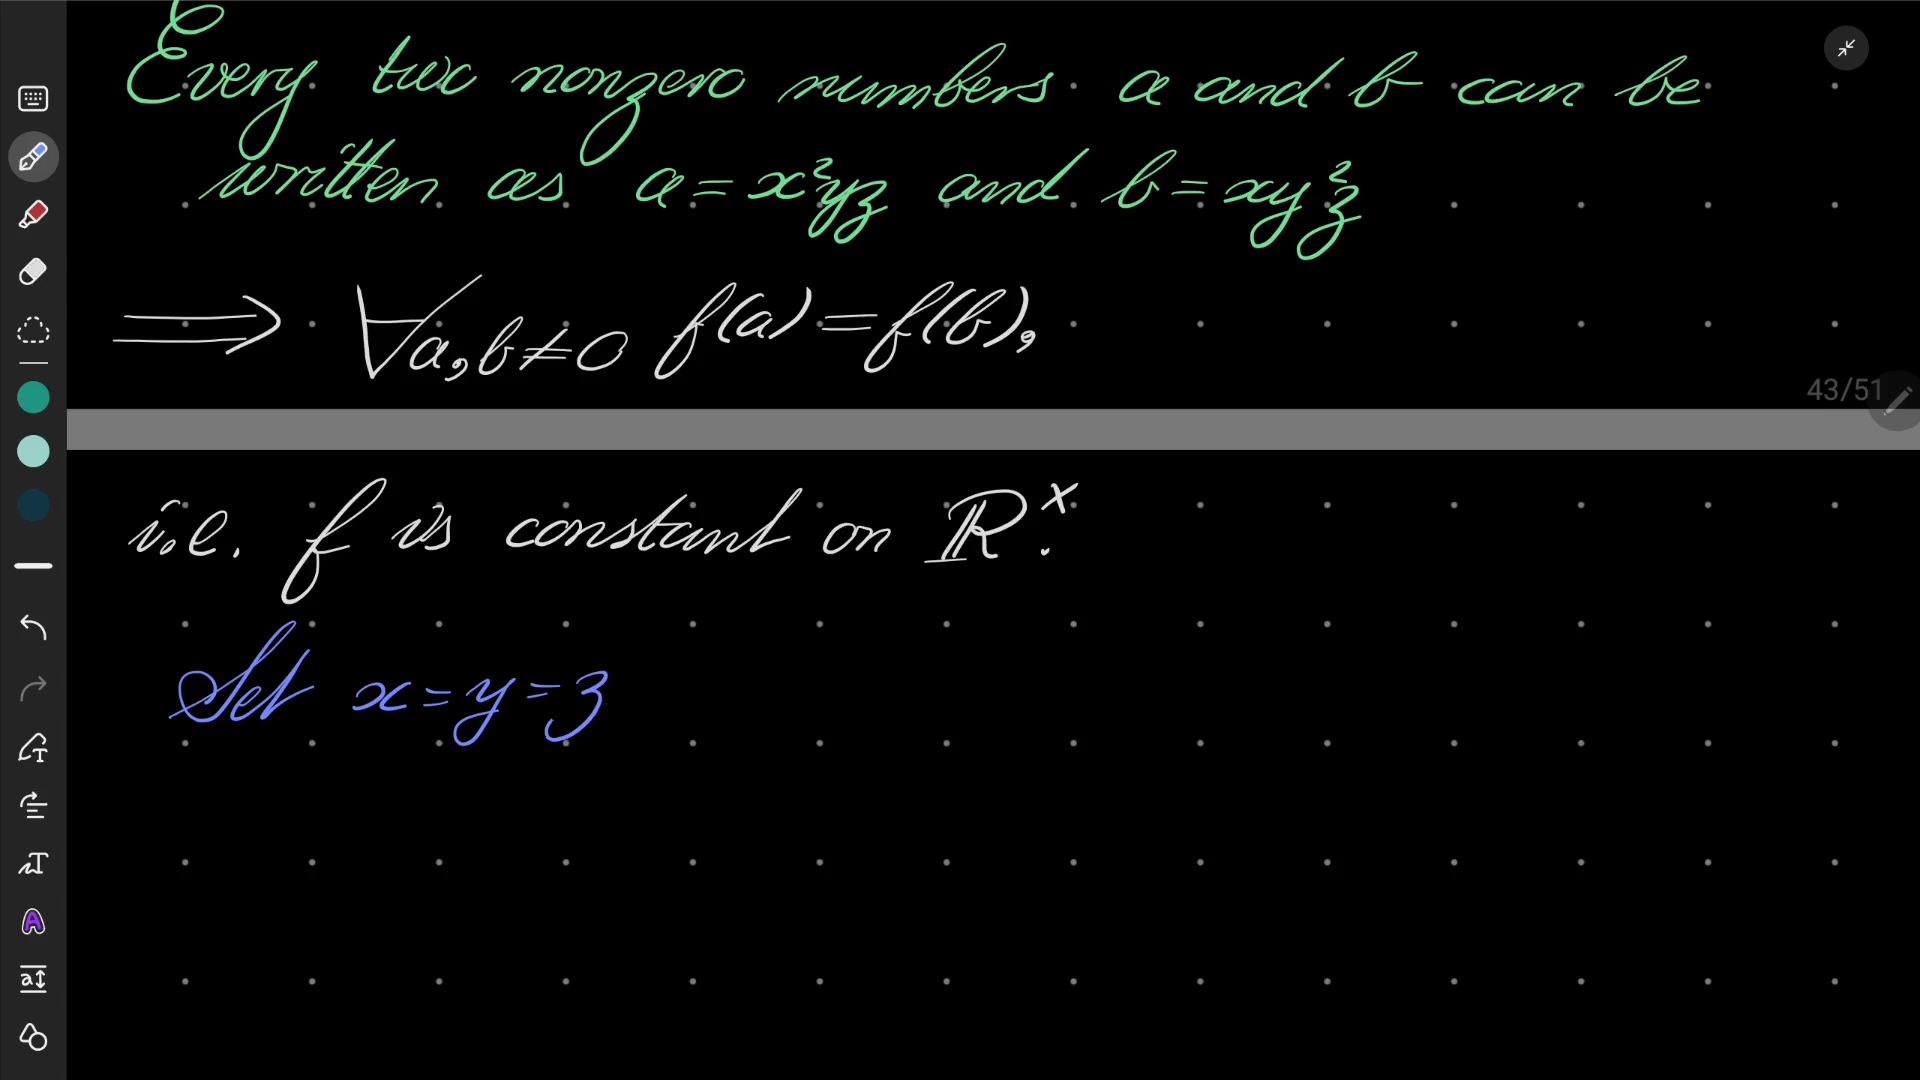 Every two nonzero numbers a and b can be
written as a = x²yz and b = xy²z
⟹ ∀a,b≠0 f(a) = f(b),
43/51
i.e. f is constant on ℝˣ.
Set x = y = z